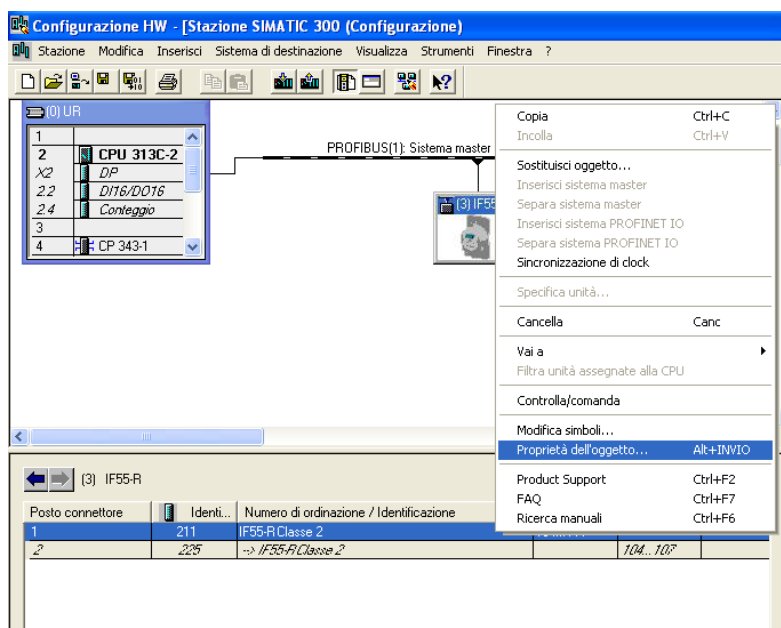 Configurazione HW - [Stazione SIMATIC 300 (Configurazione)
Stazione Modifica Inserisci Sistema di destinazione Visualizza Strumenti Finestra ?
(0) UR
1
2 CPU 313C-2
X2 DP
2.2 DI16/DO16
2.4 Conteggio
3
4 CP 343-1
PROFIBUS(1): Sistema master
(3) IF55
Copia Ctrl+C
Incolla Ctrl+V
Sostituisci oggetto...
Inserisci sistema master
Separa sistema master
Inserisci sistema PROFINET IO
Separa sistema PROFINET IO
Sincronizzazione di clock
Specifica unità...
Cancella Canc
Vai a
Filtra unità assegnate alla CPU
Controlla/comanda
Modifica simboli...
Proprietà dell'oggetto... Alt+INVIO
Product Support Ctrl+F2
FAQ Ctrl+F7
Ricerca manuali Ctrl+F6
(3) IF55-R
Posto connettore Identi... Numero di ordinazione / Identificazione
1 211 IF55-R Classe 2
2 225 --> IF55-R Classe 2 104...107